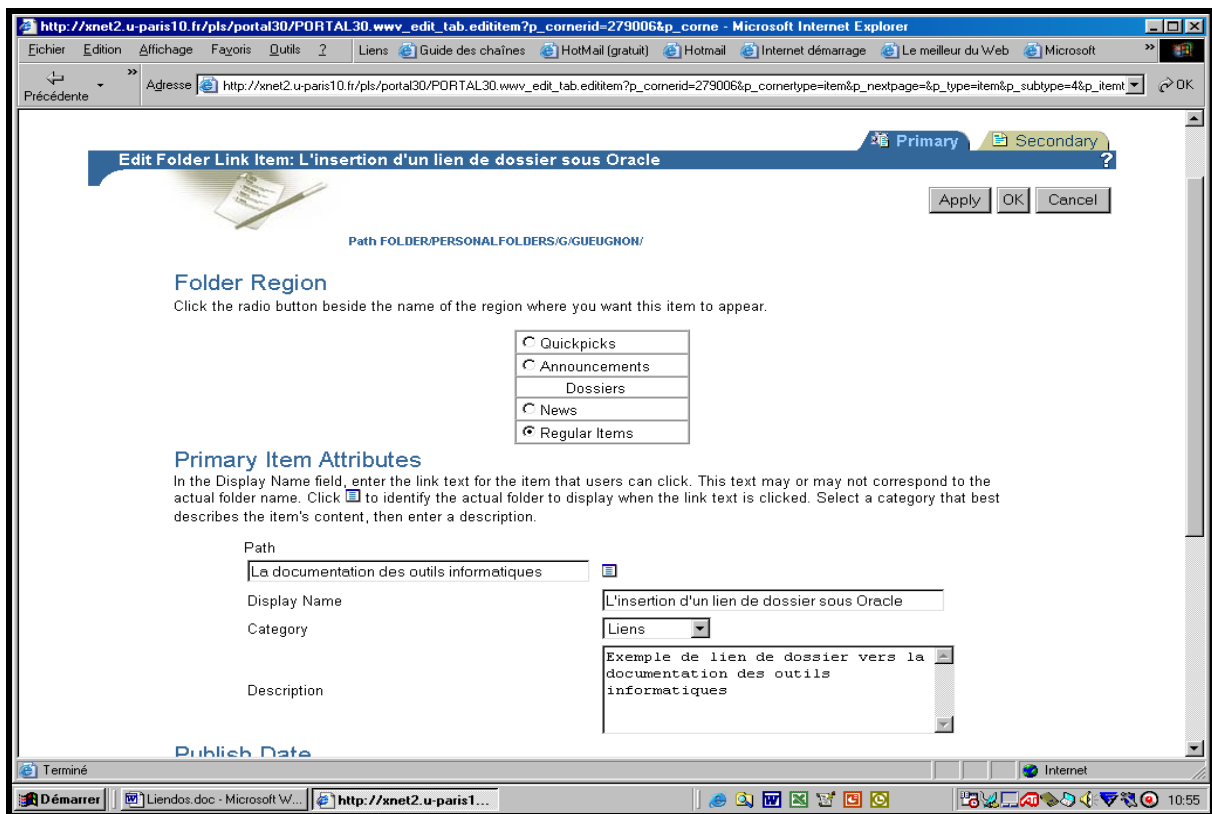 http://xnet2.u-paris10.fr/pls/portal30/PORTAL30.wwv_edit_tab.edititem?p_cornerid=279006&p_corne - Microsoft Internet Explorer
Fichier Edition Affichage Favoris Outils ? Liens Guide des chaînes HotMail (gratuit) Hotmail Internet démarrage Le meilleur du Web Microsoft »
Précédente » Adresse http://xnet2.u-paris10.fr/pls/portal30/PORTAL30.wwv_edit_tab.edititem?p_cornerid=279006&p_cornertype=item&p_nextpage=&p_type=item&p_subtype=4&p_itemt OK
Primary Secondary
Edit Folder Link Item: L'insertion d'un lien de dossier sous Oracle ?
Apply OK Cancel
Path FOLDER/PERSONALFOLDERS/G/GUEUGNON/
Folder Region
Click the radio button beside the name of the region where you want this item to appear.
Quickpicks
Announcements
Dossiers
News
Regular Items
Primary Item Attributes
In the Display Name field, enter the link text for the item that users can click. This text may or may not correspond to the
actual folder name. Click to identify the actual folder to display when the link text is clicked. Select a category that best
describes the item's content, then enter a description.
Path
La documentation des outils informatiques
Display Name L'insertion d'un lien de dossier sous Oracle
Category Liens
Exemple de lien de dossier vers la
documentation des outils
Description informatiques
Publish Date
Terminé Internet
Démarrer Liendos.doc - Microsoft W... http://xnet2.u-paris1... 10:55